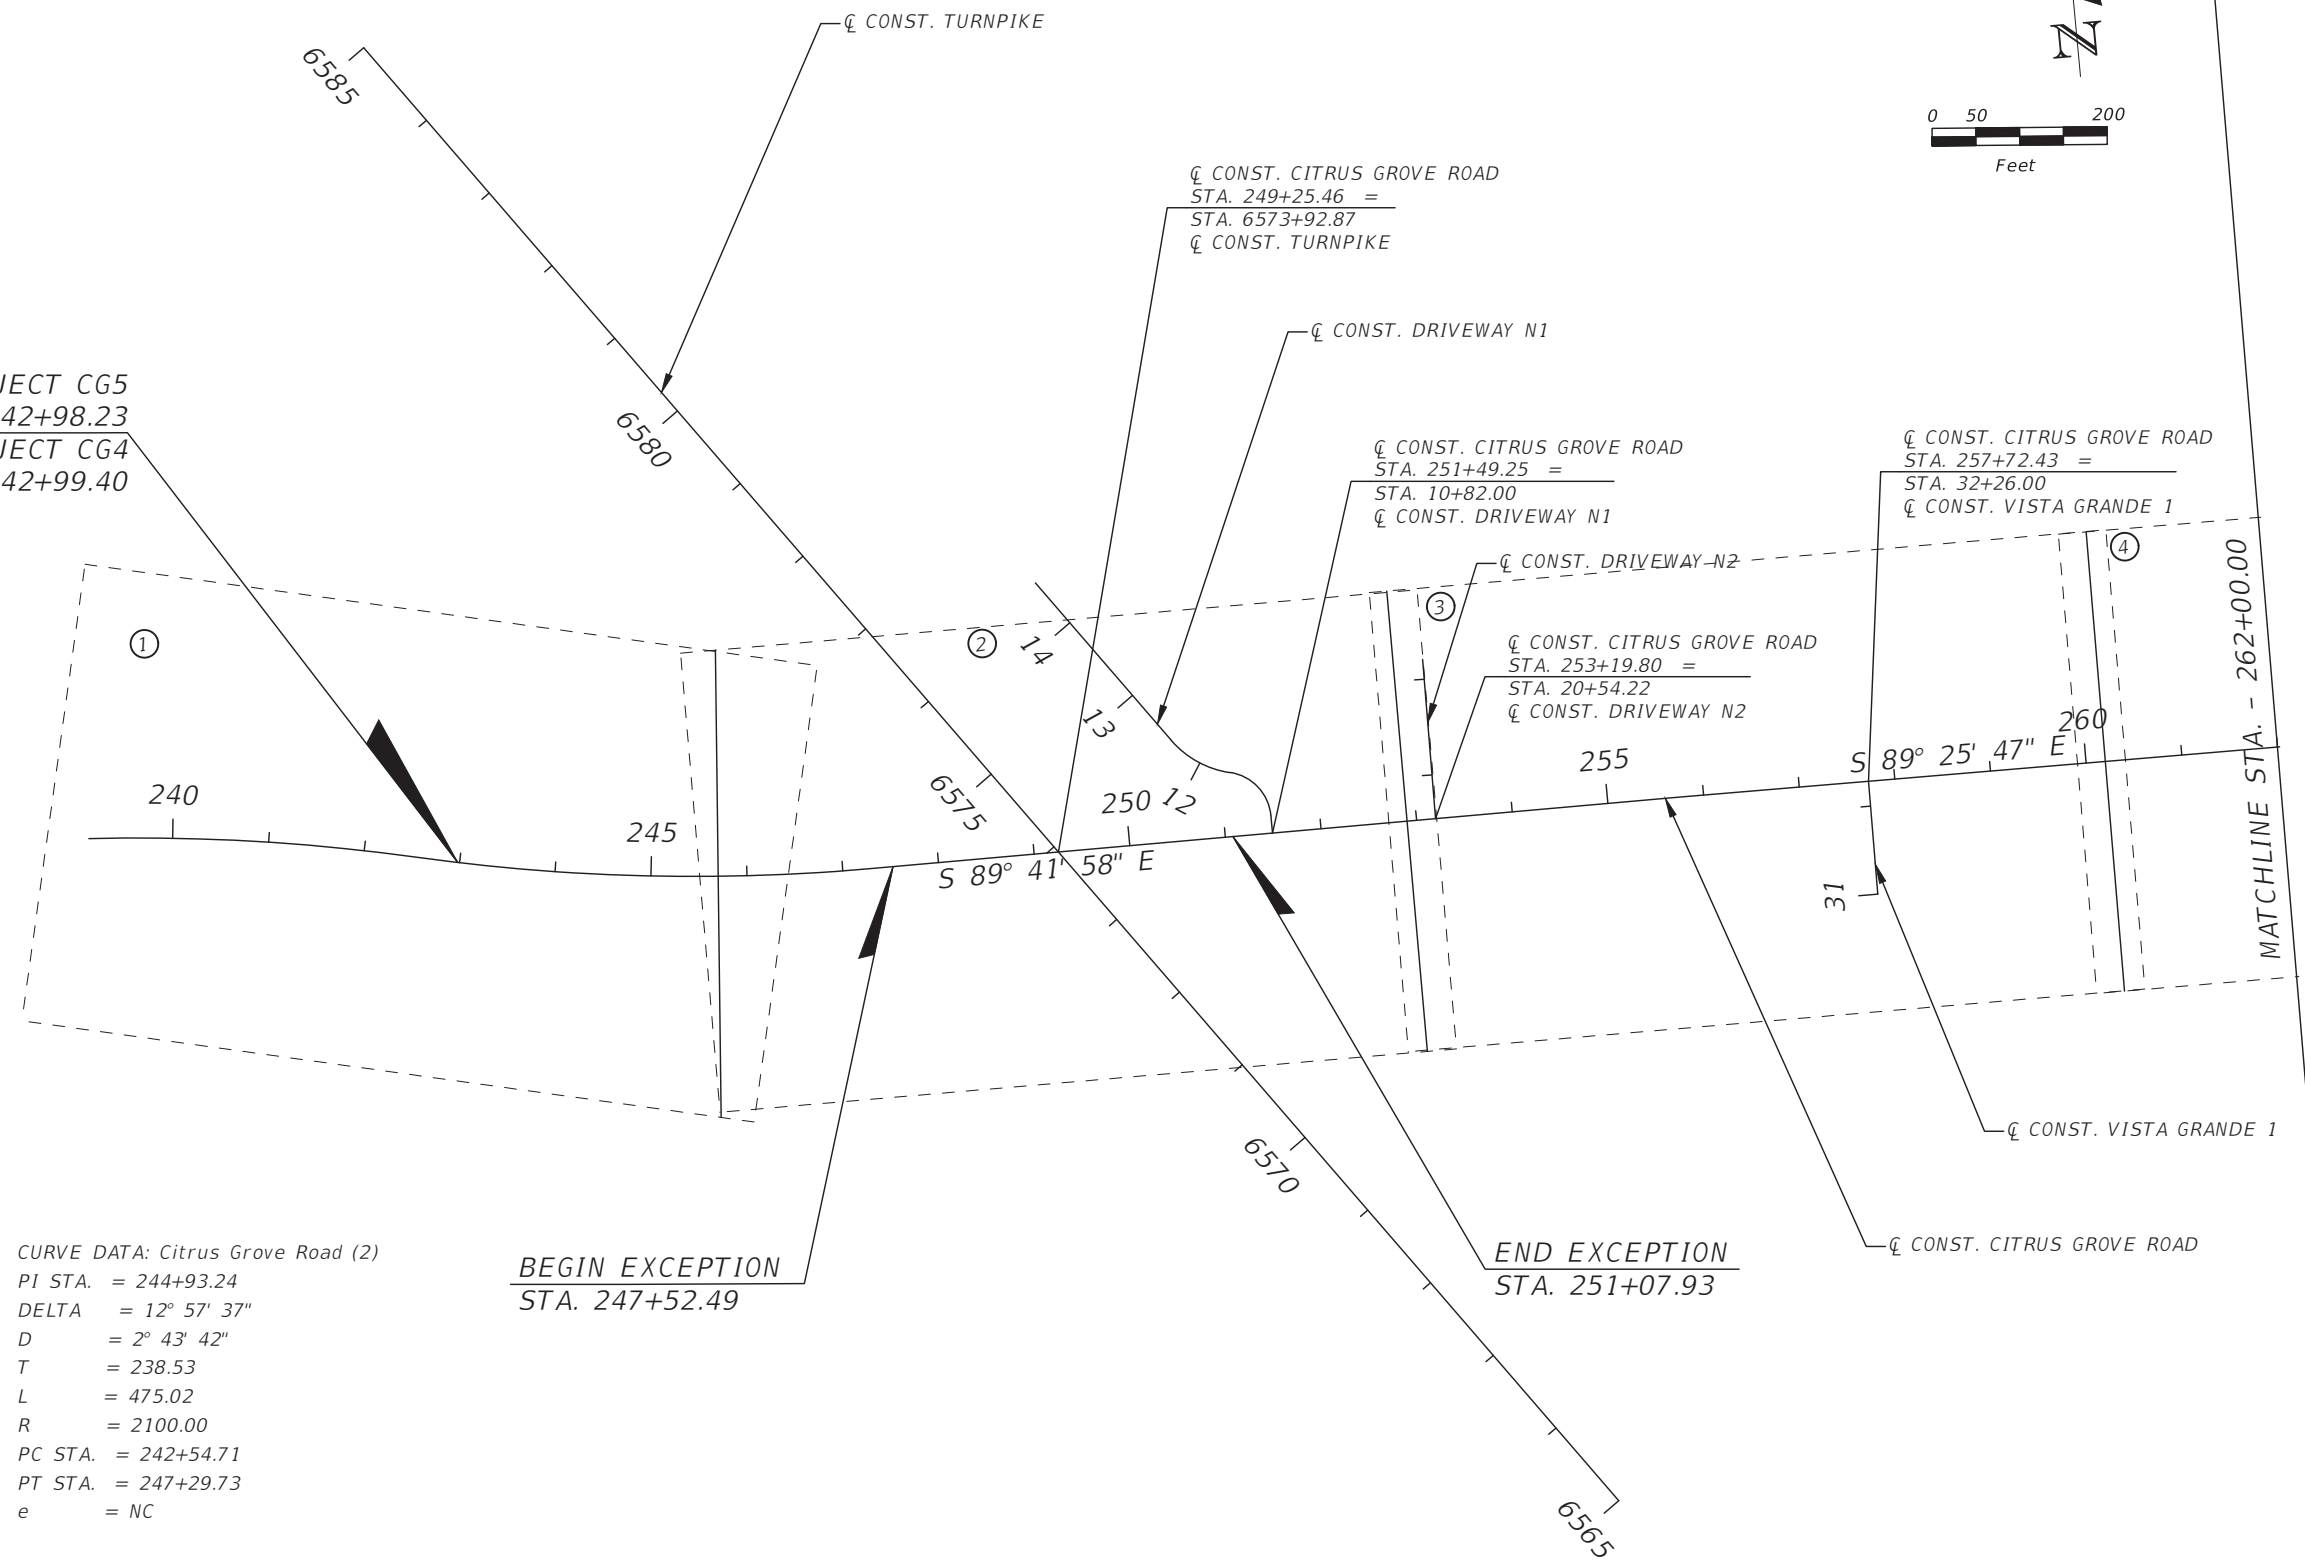 ℄ CONST. TURNPIKE
N
6585
0 50 200
Feet
℄ CONST. CITRUS GROVE ROAD
STA. 249+25.46 =
STA. 6573+92.87
℄ CONST. TURNPIKE
℄ CONST. DRIVEWAY N1
JECT CG5
42+98.23
JECT CG4
42+99.40
6580
℄ CONST. CITRUS GROVE ROAD
STA. 251+49.25 =
STA. 10+82.00
℄ CONST. DRIVEWAY N1
℄ CONST. CITRUS GROVE ROAD
STA. 257+72.43 =
STA. 32+26.00
℄ CONST. VISTA GRANDE 1
℄ CONST. DRIVEWAY N2
1
2
3
4
14
13
12
℄ CONST. CITRUS GROVE ROAD
STA. 253+19.80 =
STA. 20+54.22
℄ CONST. DRIVEWAY N2
MATCHLINE STA. - 262+00.00
240
245
6575
250
255
260
S 89° 41' 58" E
S 89° 25' 47" E
31
6570
℄ CONST. VISTA GRANDE 1
℄ CONST. CITRUS GROVE ROAD
BEGIN EXCEPTION
STA. 247+52.49
END EXCEPTION
STA. 251+07.93
6565
CURVE DATA: Citrus Grove Road (2)
PI STA. = 244+93.24
DELTA = 12° 57' 37"
D = 2° 43' 42"
T = 238.53
L = 475.02
R = 2100.00
PC STA. = 242+54.71
PT STA. = 247+29.73
e = NC